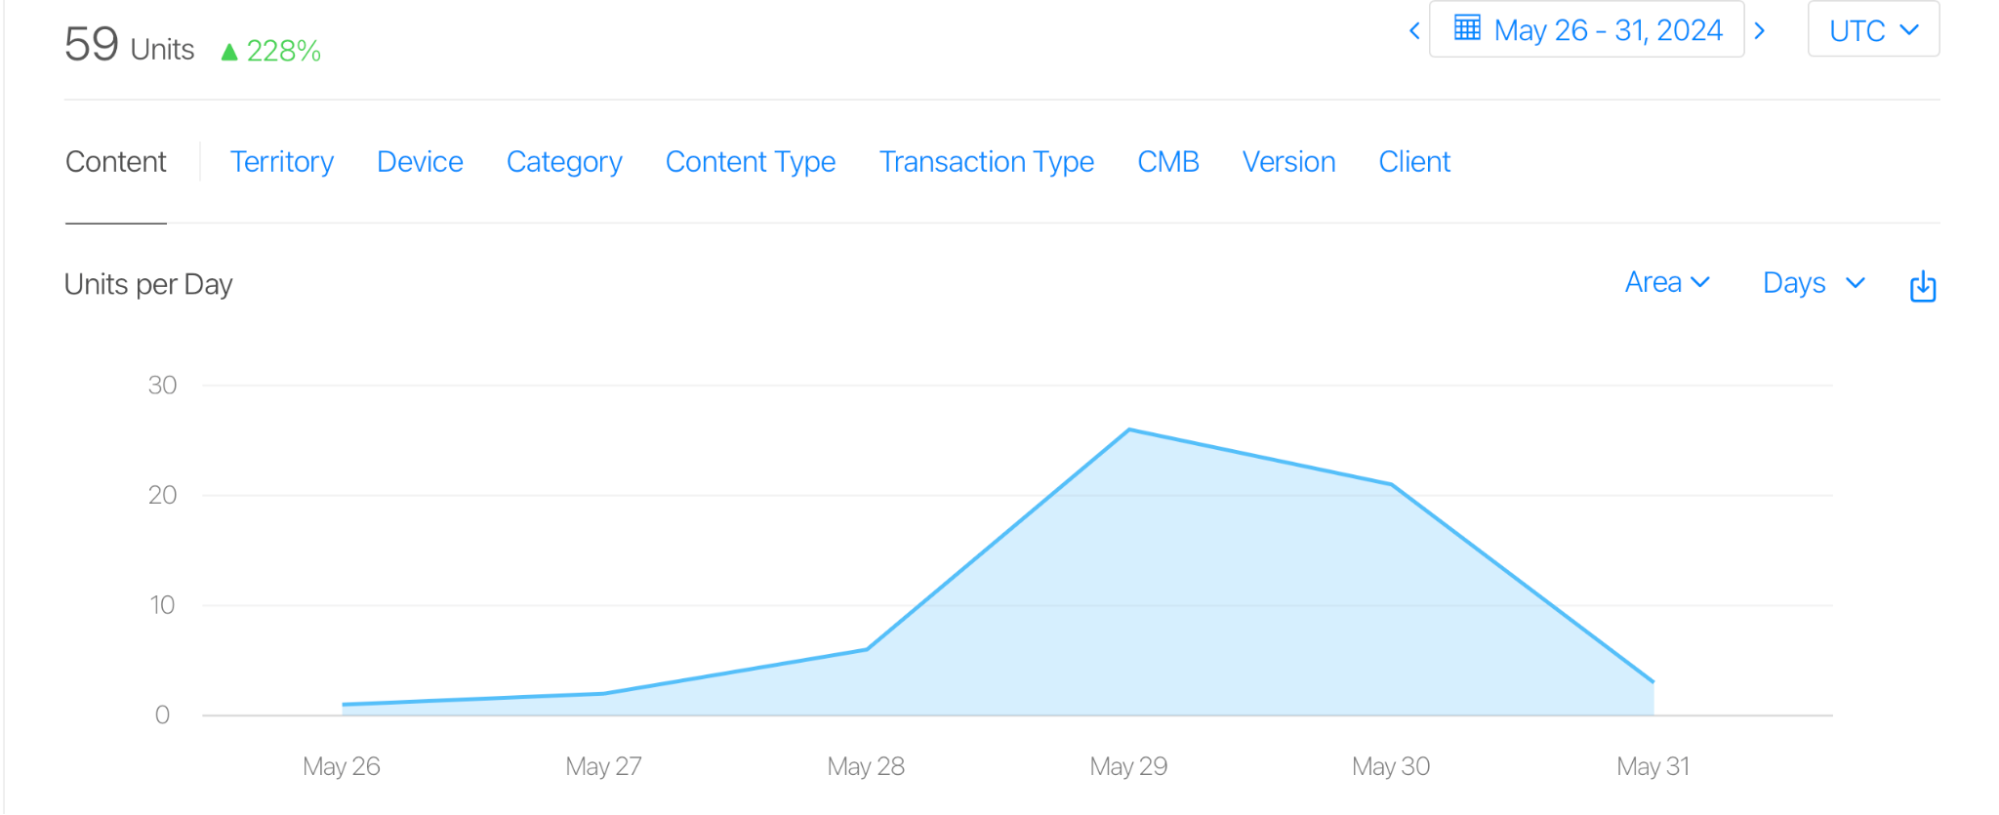 59 Units ▲ 228%
May 26 - 31, 2024
UTC
Content Territory Device Category Content Type Transaction Type CMB Version Client
Units per Day
Area Days
30
20
10
0
May 26 May 27 May 28 May 29 May 30 May 31